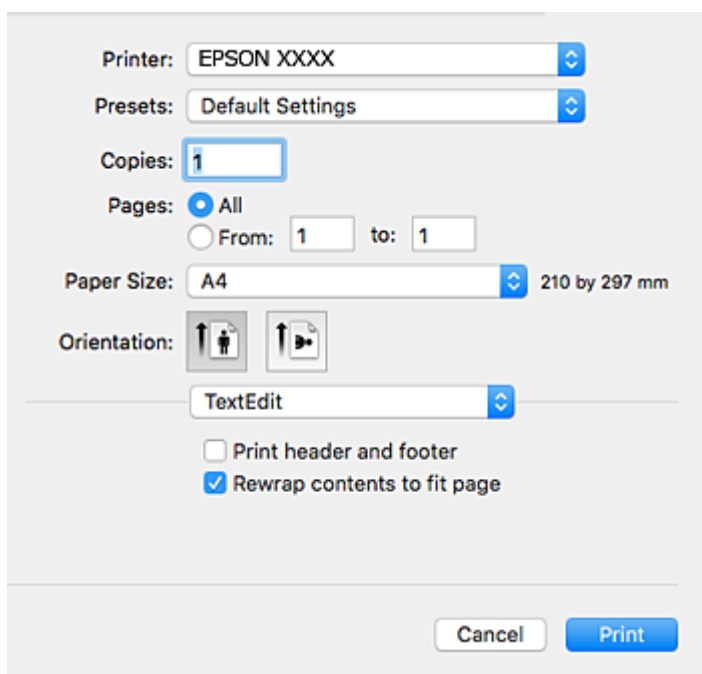 Printer: EPSON XXXX
Presets: Default Settings
Copies: 1
Pages: All
From: 1 to: 1
Paper Size: A4 210 by 297 mm
Orientation:
TextEdit
Print header and footer
Rewrap contents to fit page
Cancel Print